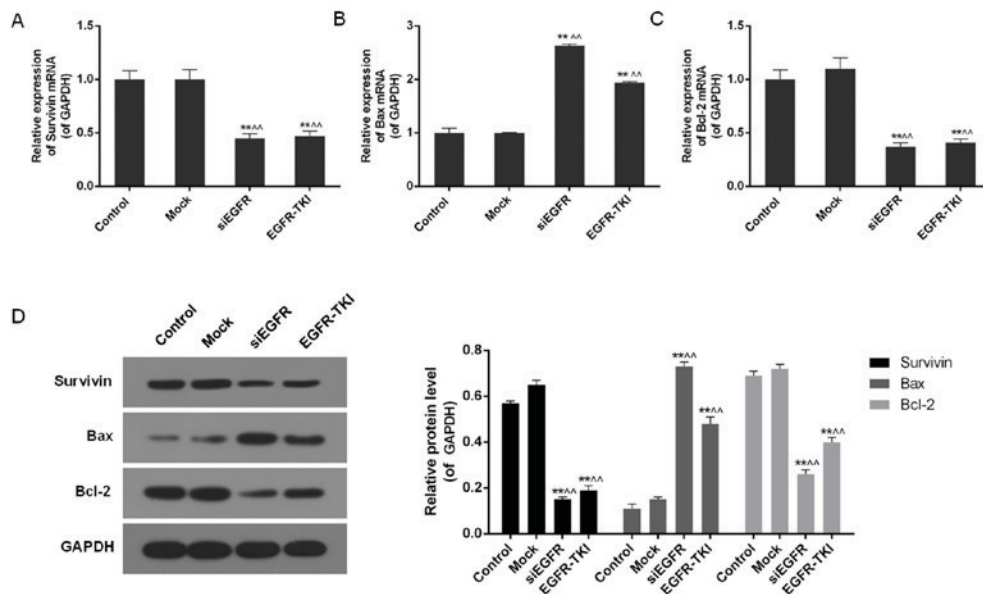 A
Relative expression
of Survivin mRNA
(of GAPDH)
1.5
1.0
0.5
0.0
**^^
**^^
Control
Mock
siEGFR
EGFR-TKI
B
Relative expression
of Bax mRNA
(of GAPDH)
3
2
1
0
** ^^
** ^^
Control
Mock
siEGFR
EGFR-TKI
C
Relative expression
of Bcl-2 mRNA
(of GAPDH)
1.5
1.0
0.5
0.0
**^^
**^^
Control
Mock
siEGFR
EGFR-TKI
D
Control
Mock
siEGFR
EGFR-TKI
Survivin
Bax
Bcl-2
GAPDH
Relative protein level
(of GAPDH)
0.8
0.6
0.4
0.2
0.0
**^^
**^^
**^^
**^^
**^^
**^^
Control
Mock
siEGFR
EGFR-TKI
Control
Mock
siEGFR
EGFR-TKI
Control
Mock
siEGFR
EGFR-TKI
Survivin
Bax
Bcl-2